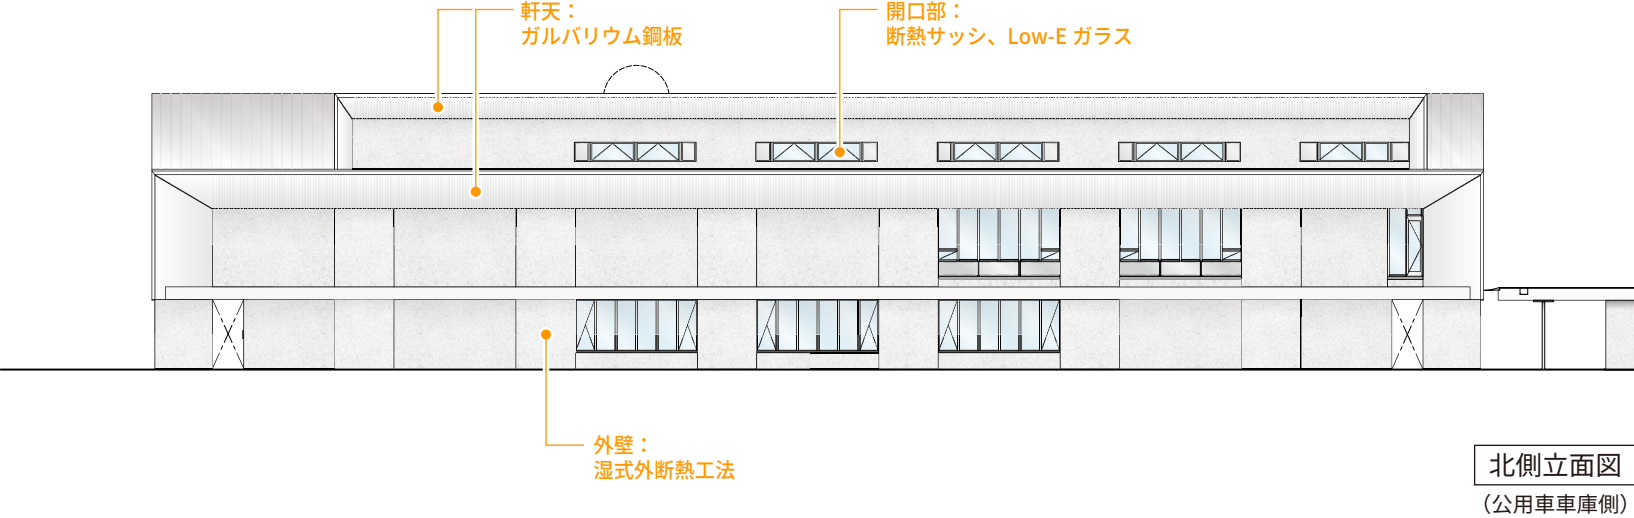 軒天：
ガルバリウム鋼板
開口部：
断熱サッシ、Low-E ガラス
外壁：
湿式外断熱工法
北側立面図
（公用車車庫側）